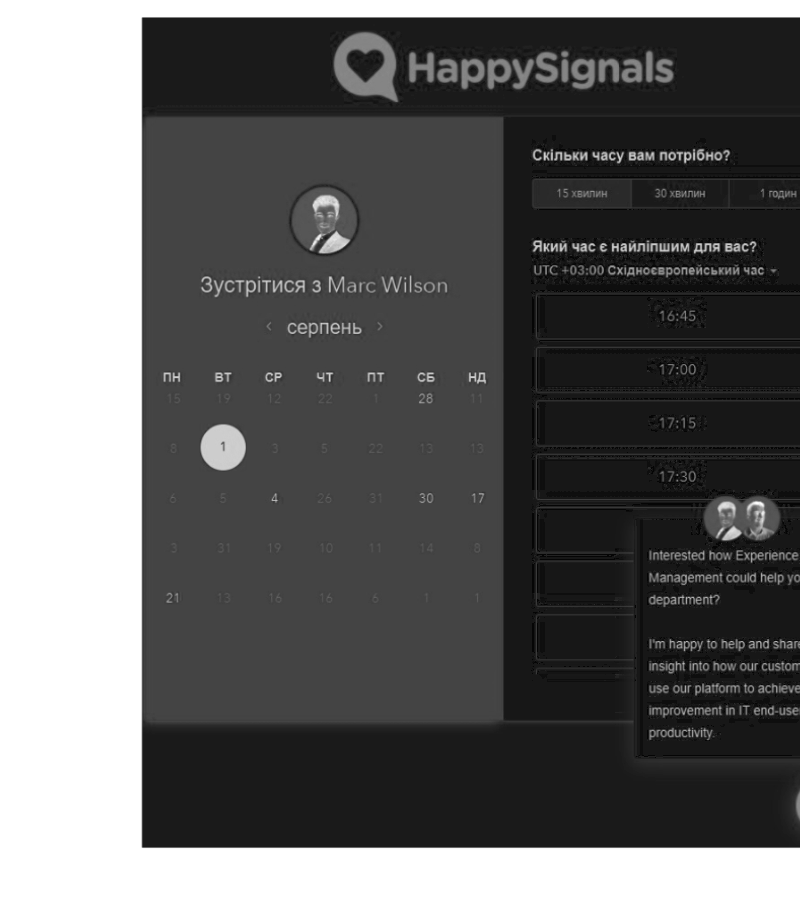 HappySignals
Зустрітися з Marc Wilson
‹ серпень ›
ПН ВТ СР ЧТ ПТ СБ НД
15 19 12 22 1 28 11
8 1 3 5 22 13 13
6 5 4 26 31 30 17
3 31 19 10 11 14 8
21 13 16 16 6 1 1
Скільки часу вам потрібно?
15 хвилин 30 хвилин 1 годин
Який час є найліпшим для вас?
UTC +03:00 Східноєвропейський час
16:45
17:00
17:15
17:30
Interested how Experience
Management could help yo
department?
I'm happy to help and share
insight into how our custom
use our platform to achieve
improvement in IT end-use
productivity.